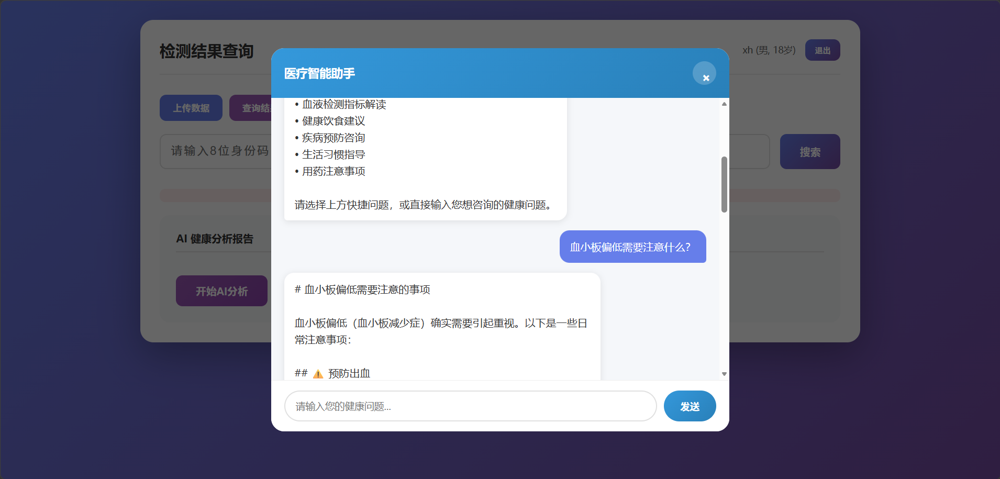 检测结果查询
xh (男, 18岁)
退出
上传数据
查询结
请输入8位身份码
搜索
AI 健康分析报告
开始AI分析
医疗智能助手
×
• 血液检测指标解读
• 健康饮食建议
• 疾病预防咨询
• 生活习惯指导
• 用药注意事项
请选择上方快捷问题，或直接输入您想咨询的健康问题。
血小板偏低需要注意什么？
# 血小板偏低需要注意的事项
血小板偏低（血小板减少症）确实需要引起重视。以下是一些日
常注意事项：
## ⚠️ 预防出血
请输入您的健康问题...
发送